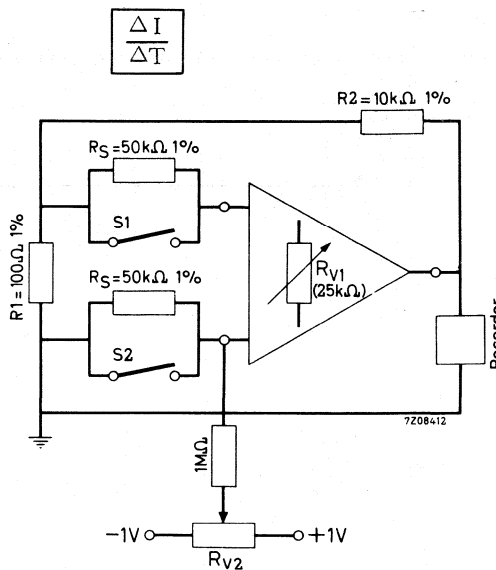 ΔI
ΔT
R2=10kΩ 1%
RS=50kΩ 1%
S1
R1=100Ω 1%
RS=50kΩ 1%
S2
RV1
(25kΩ)
Recorder
7Z08412
1MΩ
-1V
+1V
RV2